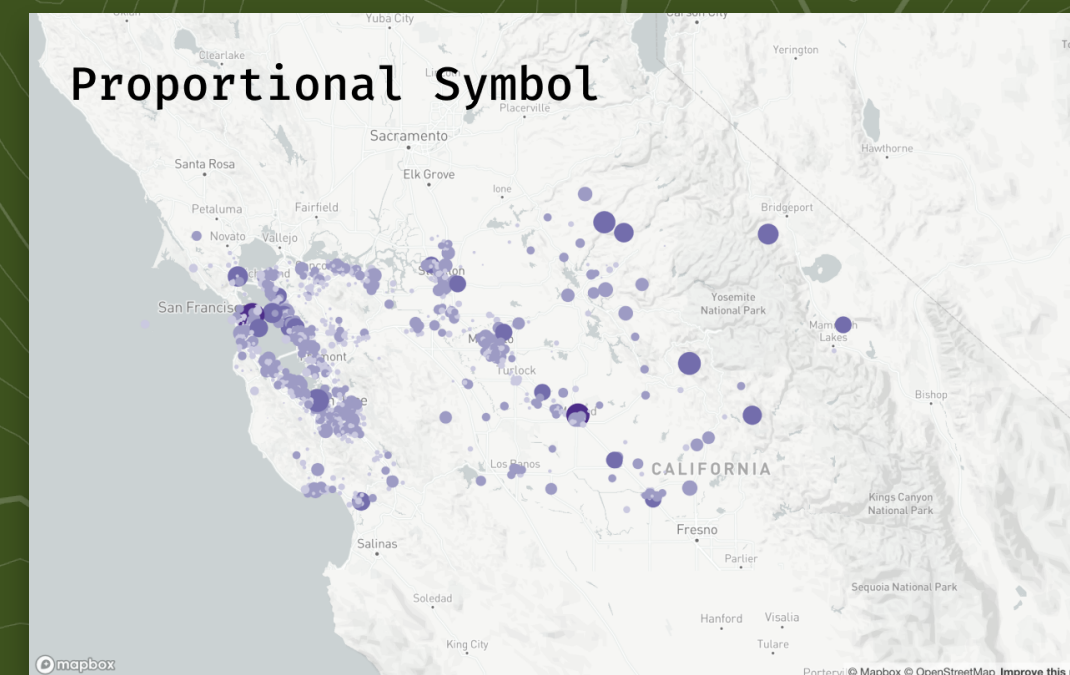 Yuba City
Carson City
Clearlake
Yerington
Proportional Symbol
Placerville
Sacramento
Hawthorne
Santa Rosa
Elk Grove
Ione
Petaluma
Fairfield
Bridgeport
Novato
Vallejo
San Francis
Yosemite
National Park
Lakes
Turlock
Bishop
Los Banos
CALIFORNIA
Kings Canyon
National Park
Fresno
Salinas
Parlier
Sequoia National Park
Soledad
Hanford
Visalia
King City
Tulare
mapbox
© Mapbox © OpenStreetMap Improve this